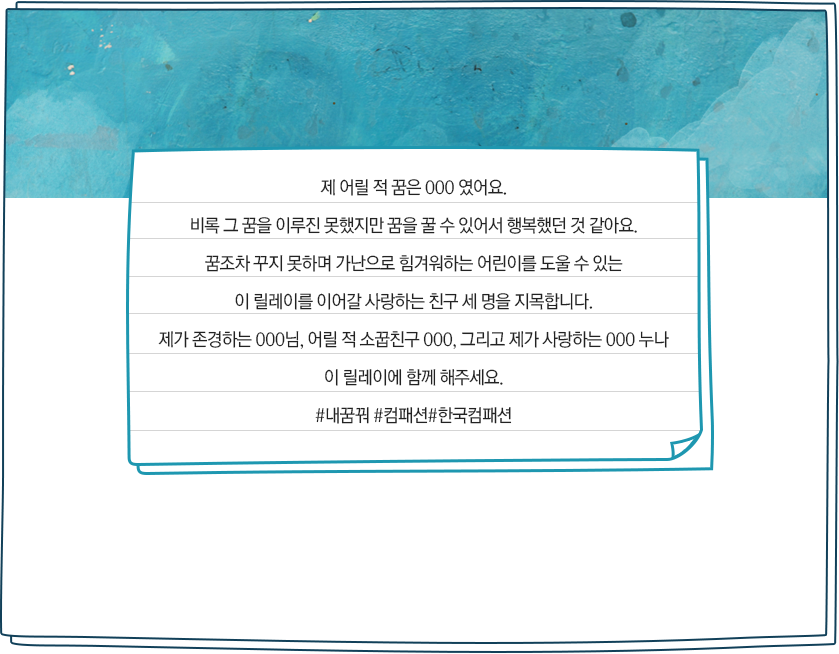 제 어릴 적 꿈은 000 였어요.
비록 그 꿈을 이루진 못했지만 꿈을 꿀 수 있어서 행복했던 것 같아요.
꿈조차 꾸지 못하며 가난으로 힘겨워하는 어린이를 도울 수 있는
이 릴레이를 이어갈 사랑하는 친구 세 명을 지목합니다.
제가 존경하는 000님, 어릴 적 소꿉친구 000, 그리고 제가 사랑하는 000 누나
이 릴레이에 함께 해주세요.
#내꿈꿔 #컴패션#한국컴패션